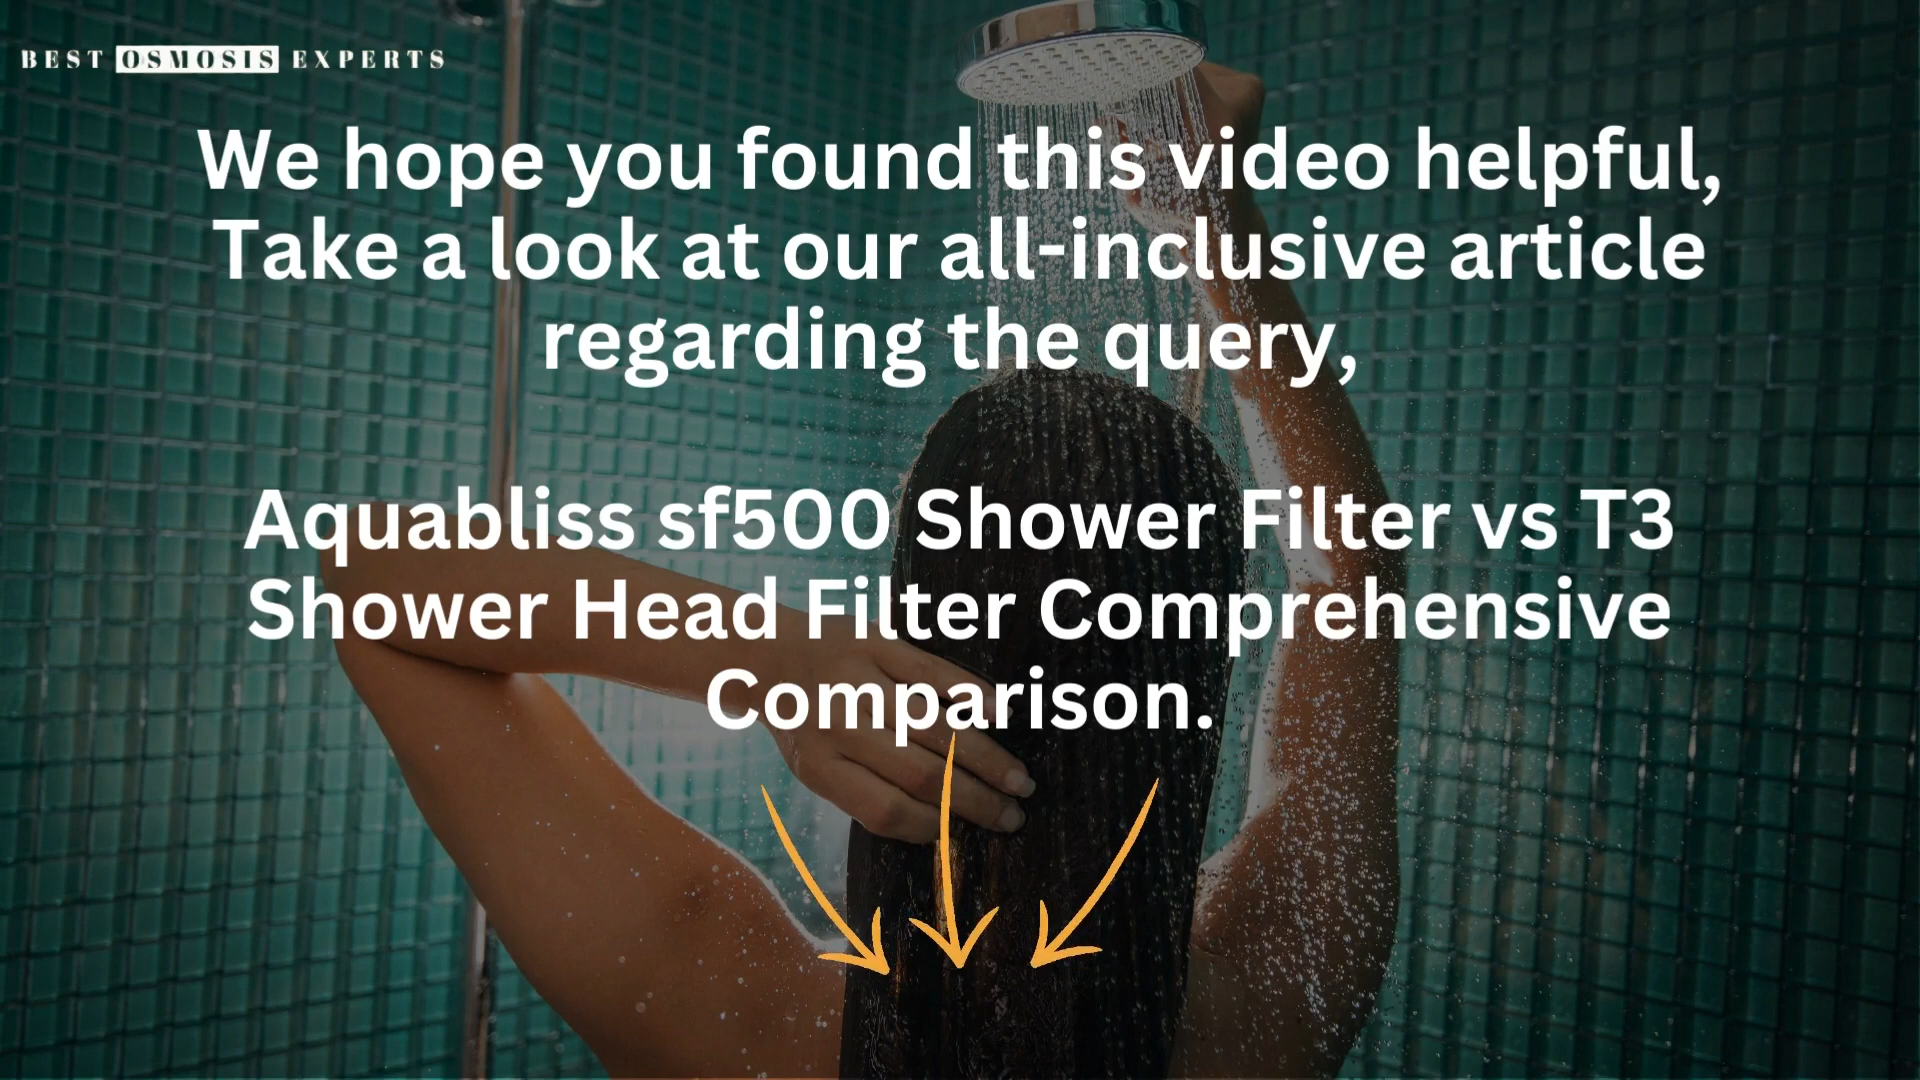 BEST OSMOSIS EXPERTS
We hope you found this video helpful,
Take a look at our all-inclusive article
regarding the query,
Aquabliss sf500 Shower Filter vs T3
Shower Head Filter Comprehensive
Comparison.